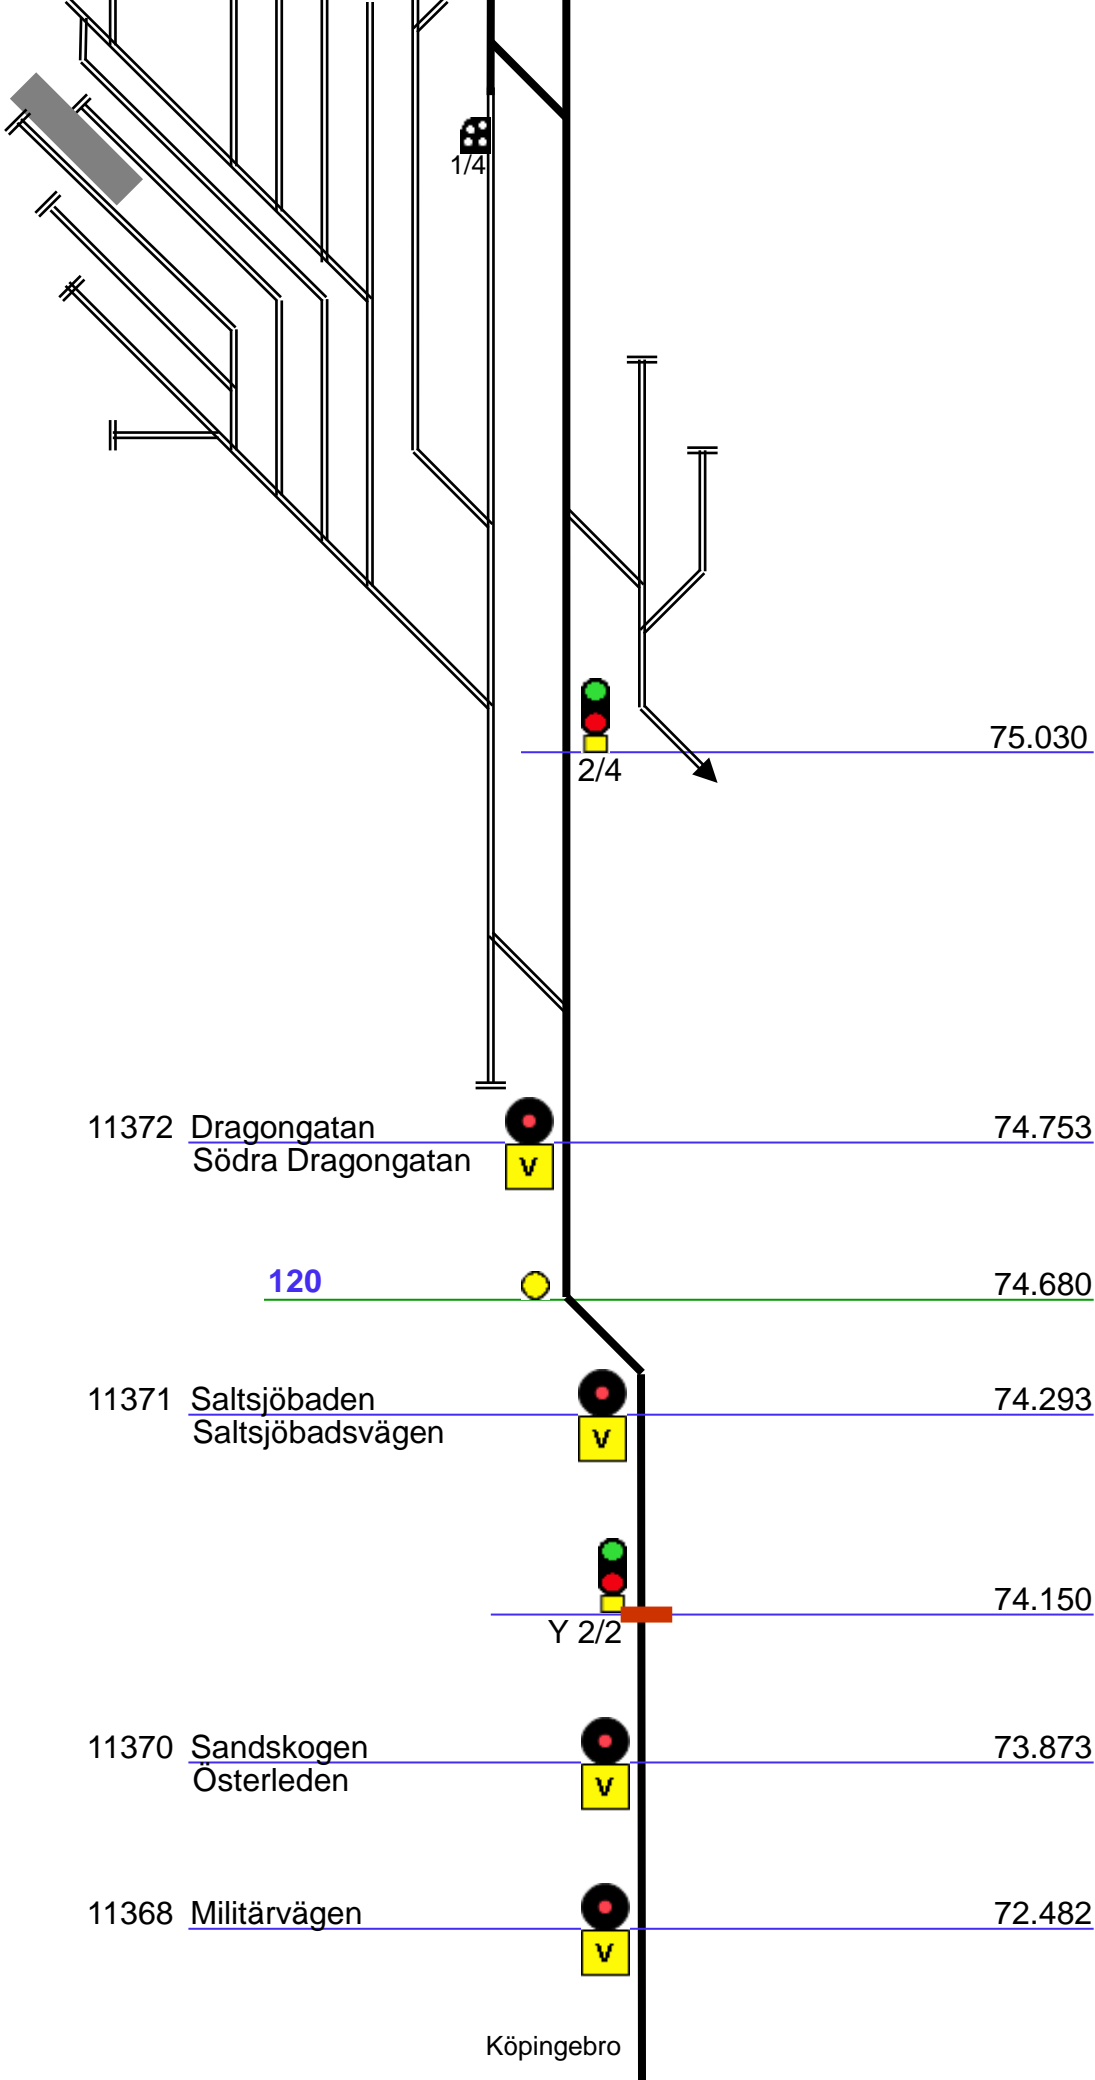 1/4
75.030
2/4
11372 Dragongatan 74.753
Södra Dragongatan
V
120 74.680
11371 Saltsjöbaden 74.293
Saltsjöbadsvägen
V
74.150
Y 2/2
11370 Sandskogen 73.873
Österleden
V
11368 Militärvägen 72.482
V
Köpingebro